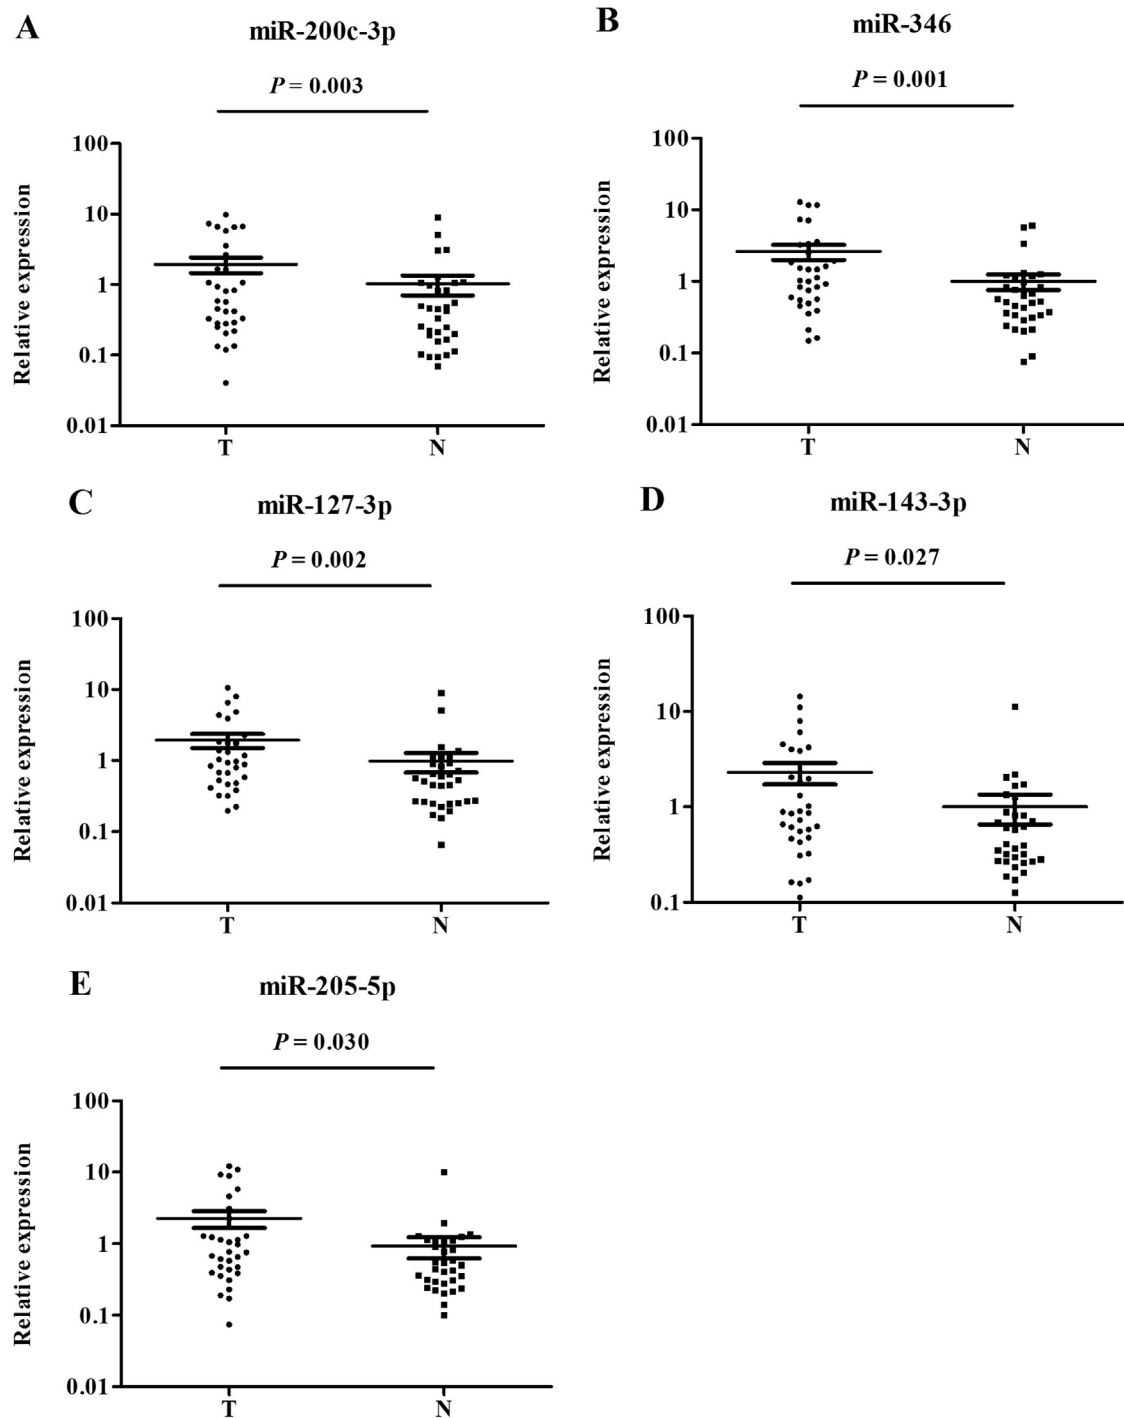 A
miR-200c-3p
P = 0.003
Relative expression
100
10
1
0.1
0.01
T
N
B
miR-346
P = 0.001
Relative expression
100
10
1
0.1
0.01
T
N
C
miR-127-3p
P = 0.002
Relative expression
100
10
1
0.1
0.01
T
N
D
miR-143-3p
P = 0.027
Relative expression
100
10
1
0.1
T
N
E
miR-205-5p
P = 0.030
Relative expression
100
10
1
0.1
0.01
T
N